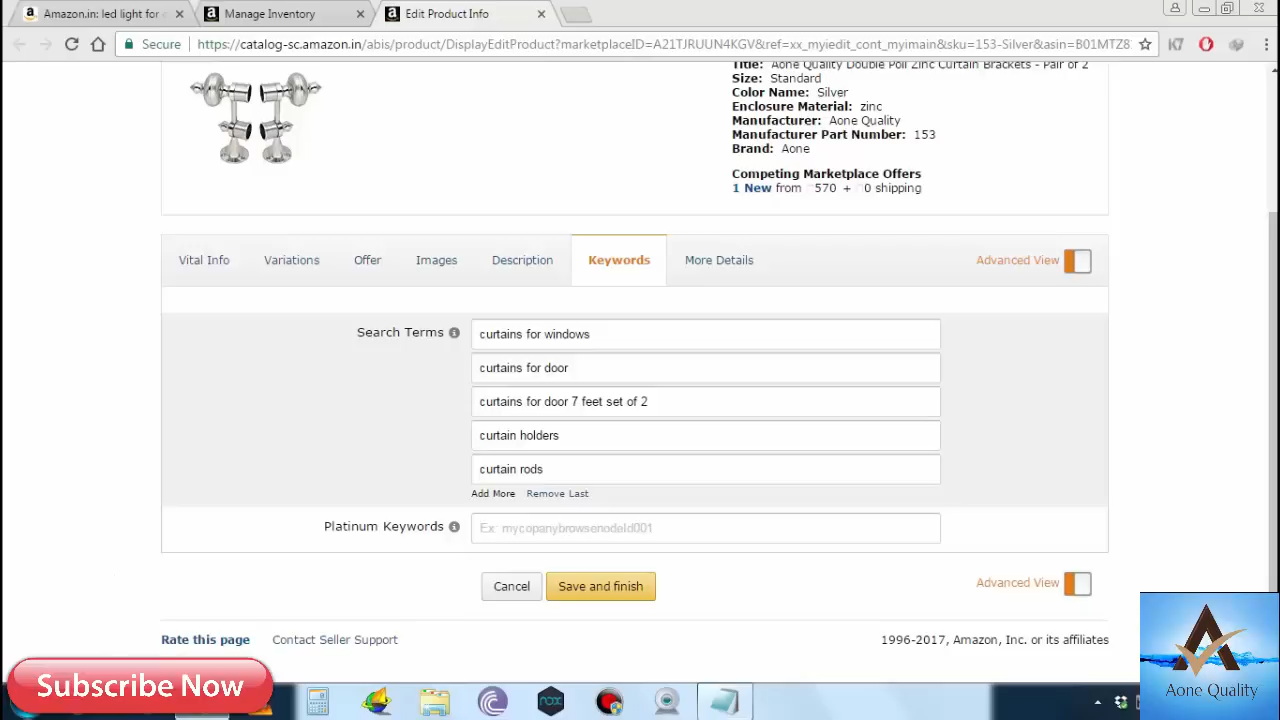 Amazon.in: led light for c
Manage Inventory
Edit Product Info
Secure
https://catalog-sc.amazon.in/abis/product/DisplayEditProduct?marketplaceID=A21TJRUUN4KGV&ref=xx_myiedit_cont_myimain&sku=153-Silver&asin=B01MTZ8
Title: Aone Quality Double Poll Zinc Curtain Brackets - Pair of 2
Size: Standard
Color Name: Silver
Enclosure Material: zinc
Manufacturer: Aone Quality
Manufacturer Part Number: 153
Brand: Aone
Competing Marketplace Offers
1 New from 570 + 0 shipping
Vital Info Variations Offer Images Description Keywords More Details Advanced View
Search Terms
curtains for windows
curtains for door
curtains for door 7 feet set of 2
curtain holders
curtain rods
Add More Remove Last
Platinum Keywords
Ex: mycopanybrowsenodeId001
Cancel Save and finish Advanced View
Rate this page Contact Seller Support 1996-2017, Amazon, Inc. or its affiliates
Subscribe Now
nox
Aone Quality